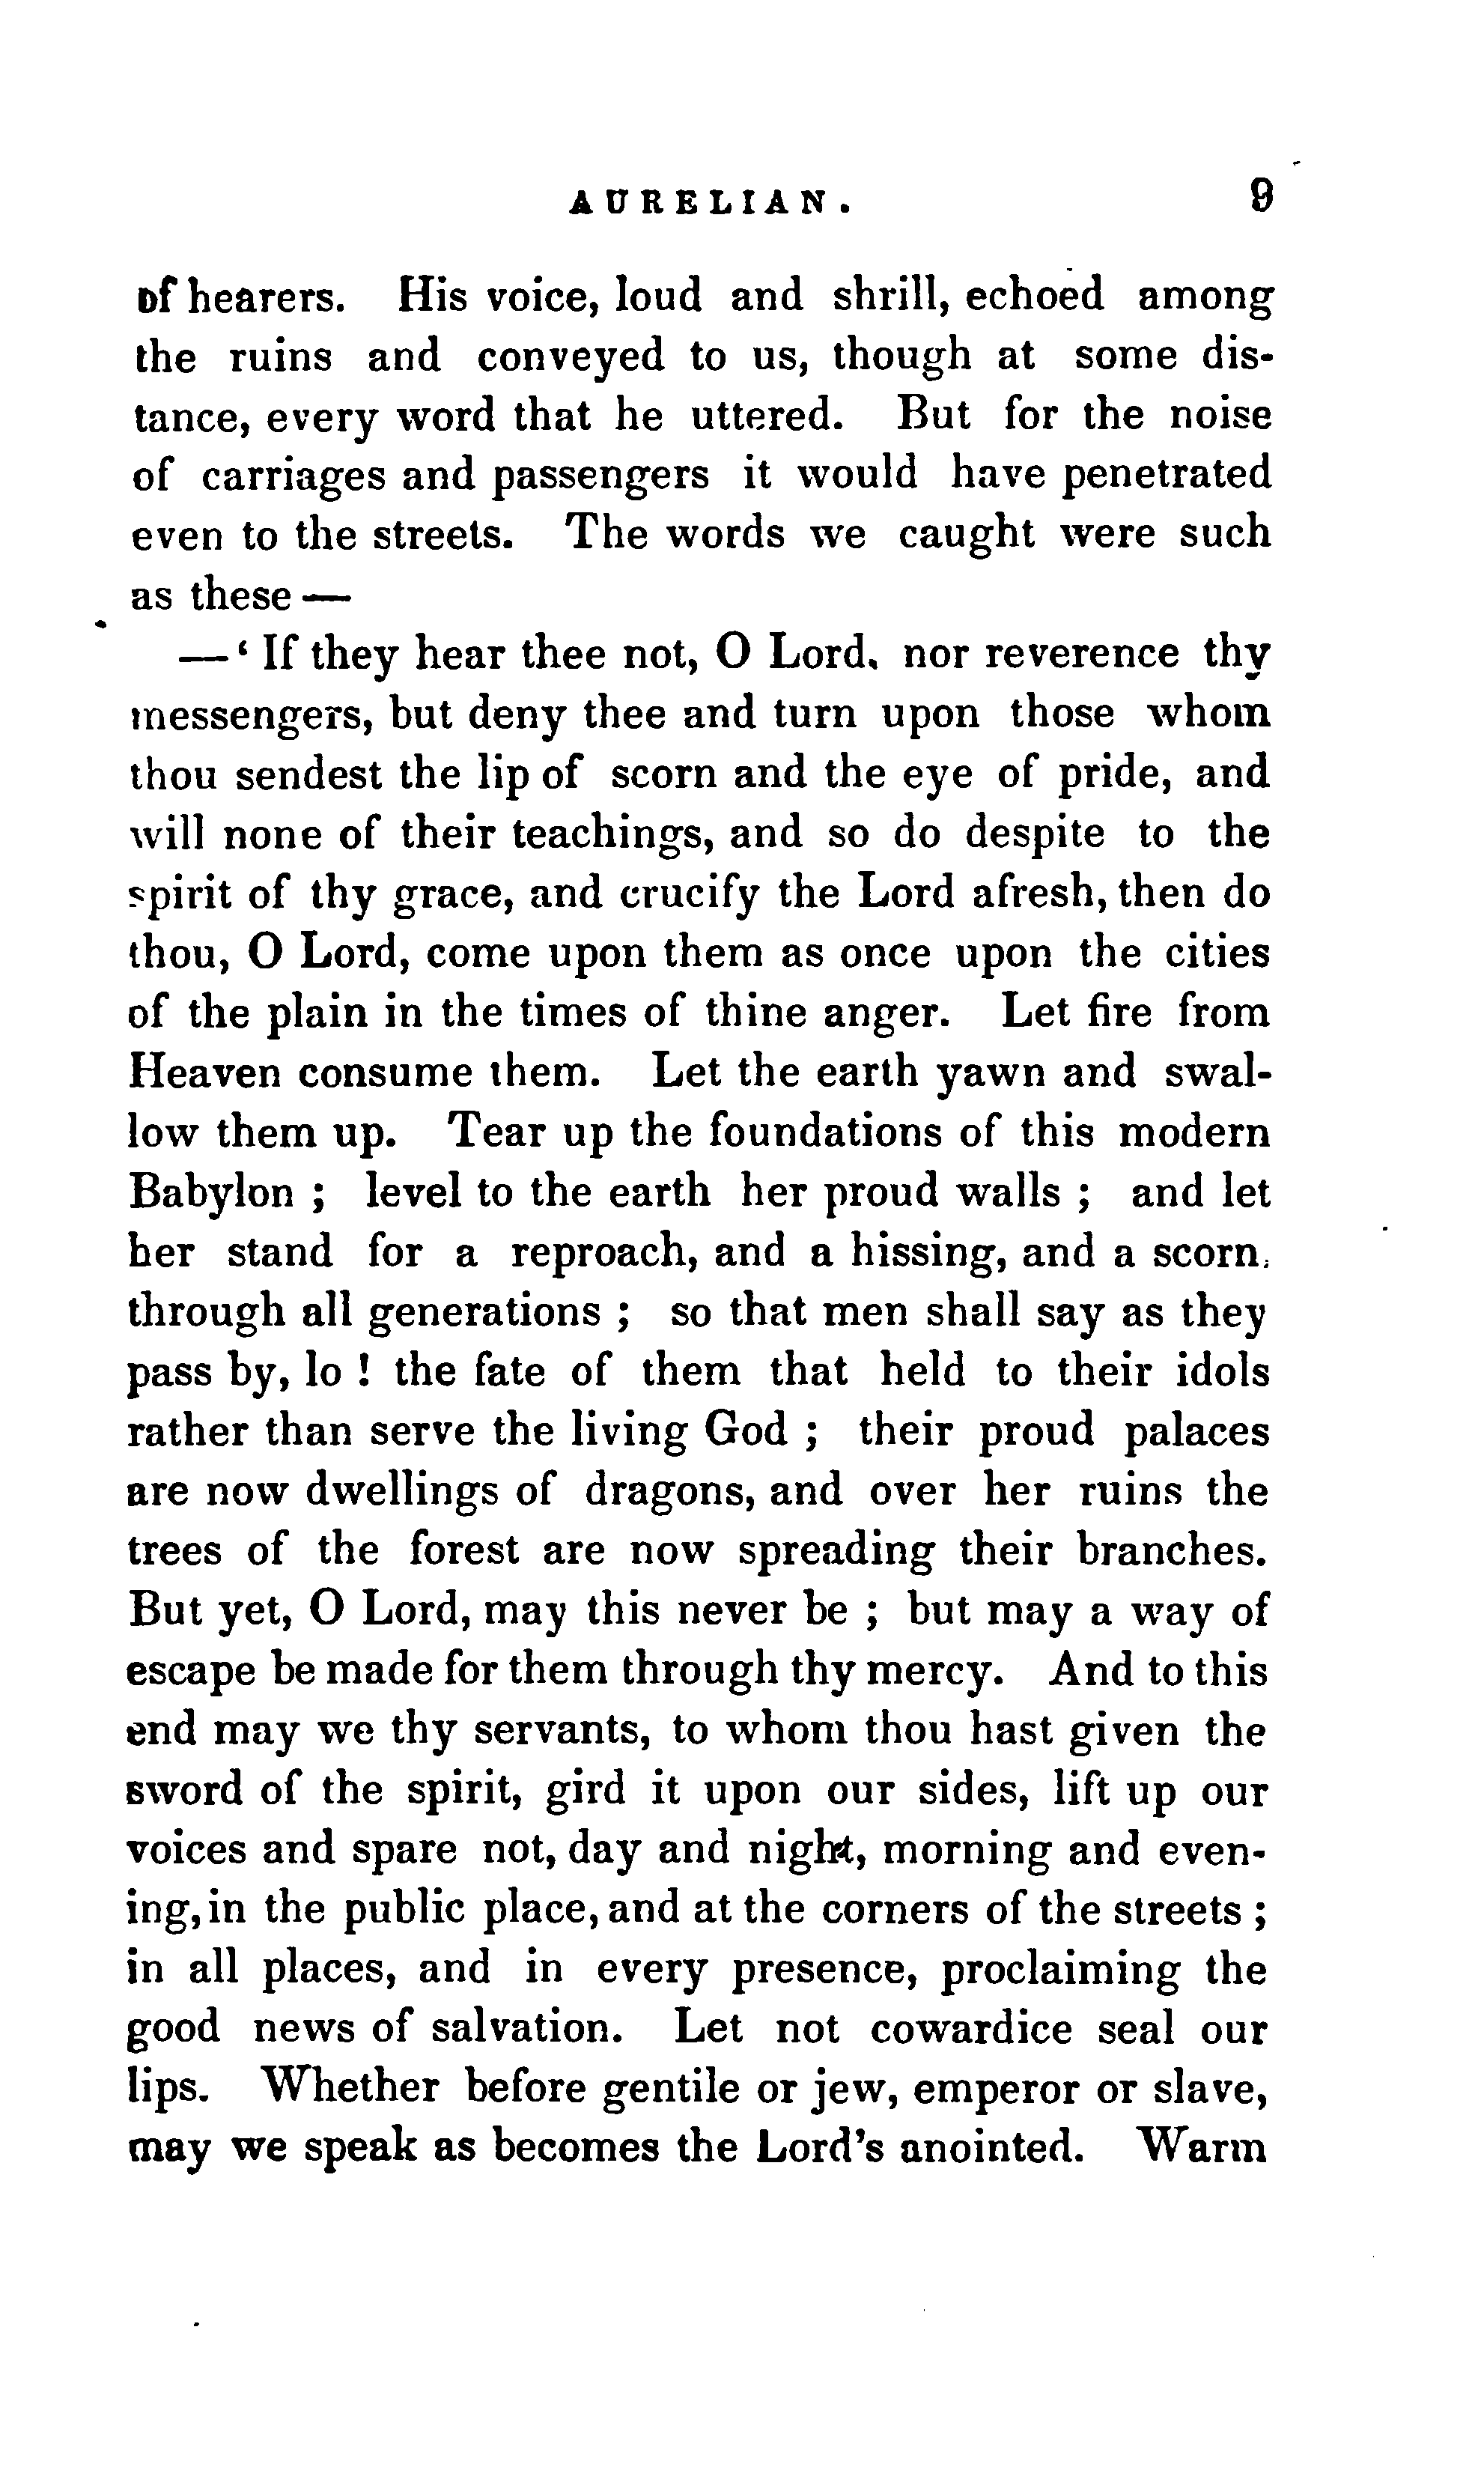 AURELIAN. 9
of hearers. His voice, loud and shrill, echoed among
the ruins and conveyed to us, though at some dis-
tance, every word that he uttered. But for the noise
of carriages and passengers it would have penetrated
even to the streets. The words we caught were such
as these —
— ‘ If they hear thee not, O Lord, nor reverence thy
messengers, but deny thee and turn upon those whom
thou sendest the lip of scorn and the eye of pride, and
will none of their teachings, and so do despite to the
spirit of thy grace, and crucify the Lord afresh, then do
thou, O Lord, come upon them as once upon the cities
of the plain in the times of thine anger. Let fire from
Heaven consume them. Let the earth yawn and swal-
low them up. Tear up the foundations of this modern
Babylon ; level to the earth her proud walls ; and let
her stand for a reproach, and a hissing, and a scorn,
through all generations ; so that men shall say as they
pass by, lo ! the fate of them that held to their idols
rather than serve the living God ; their proud palaces
are now dwellings of dragons, and over her ruins the
trees of the forest are now spreading their branches.
But yet, O Lord, may this never be ; but may a way of
escape be made for them through thy mercy. And to this
end may we thy servants, to whom thou hast given the
sword of the spirit, gird it upon our sides, lift up our
voices and spare not, day and night, morning and even-
ing, in the public place, and at the corners of the streets ;
in all places, and in every presence, proclaiming the
good news of salvation. Let not cowardice seal our
lips. Whether before gentile or jew, emperor or slave,
may we speak as becomes the Lord's anointed. Warm